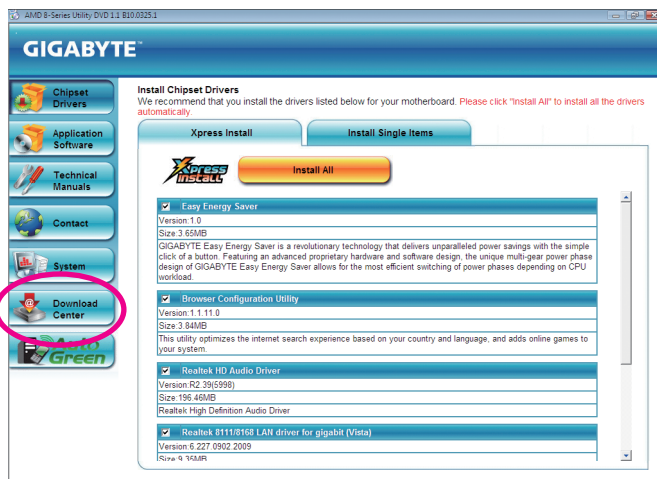 AMD 8-Series Utility DVD 1.1 B10.0325.1
GIGABYTE™
Chipset
Drivers
Application
Software
Technical
Manuals
Contact
System
Download
Center
Auto
Green
Install Chipset Drivers
We recommend that you install the drivers listed below for your motherboard. Please click "Install All" to install all the drivers
automatically.
Xpress Install
Install Single Items
Xpress
Install
Install All
Easy Energy Saver
Version:1.0
Size:3.65MB
GIGABYTE Easy Energy Saver is a revolutionary technology that delivers unparalleled power savings with the simple
click of a button. Featuring an advanced proprietary hardware and software design, the unique multi-gear power phase
design of GIGABYTE Easy Energy Saver allows for the most efficient switching of power phases depending on CPU
workload.
Browser Configuration Utility
Version:1.1.11.0
Size:3.84MB
This utility optimizes the internet search experience based on your country and language, and adds online games to
your system.
Realtek HD Audio Driver
Version:R2.39(5998)
Size:196.46MB
Realtek High Definition Audio Driver
Realtek 8111/8168 LAN driver for gigabit (Vista)
Version:6.227.0902.2009
Size:9.35MB